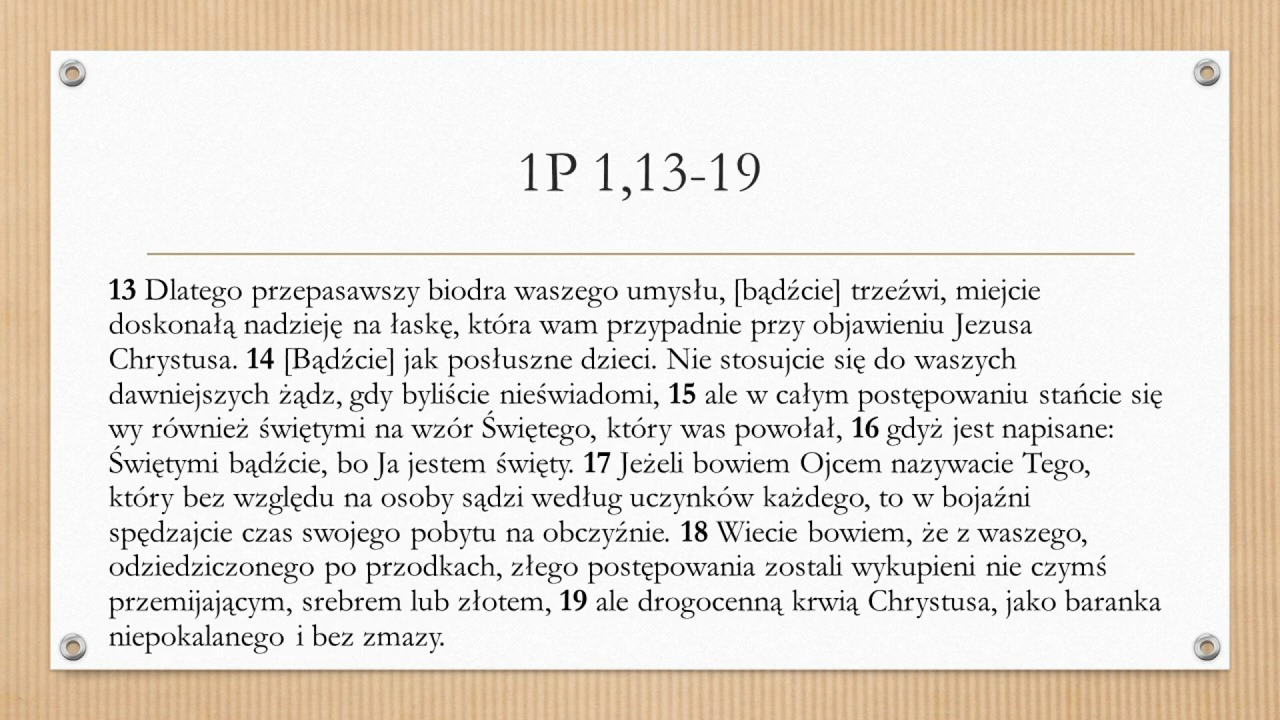 1P 1,13-19
13 Dlatego przepasawszy biodra waszego umysłu, [bądźcie] trzeźwi, miejcie
doskonałą nadzieję na łaskę, która wam przypadnie przy objawieniu Jezusa
Chrystusa. 14 [Bądźcie] jak posłuszne dzieci. Nie stosujcie się do waszych
dawniejszych żądz, gdy byliście nieświadomi, 15 ale w całym postępowaniu stańcie się
wy również świętymi na wzór Świętego, który was powołał, 16 gdyż jest napisane:
Świętymi bądźcie, bo Ja jestem święty. 17 Jeżeli bowiem Ojcem nazywacie Tego,
który bez względu na osoby sądzi według uczynków każdego, to w bojaźni
spędzajcie czas swojego pobytu na obczyźnie. 18 Wiecie bowiem, że z waszego,
odziedziczonego po przodkach, złego postępowania zostali wykupieni nie czymś
przemijającym, srebrem lub złotem, 19 ale drogocenną krwią Chrystusa, jako baranka
niepokalanego i bez zmazy.